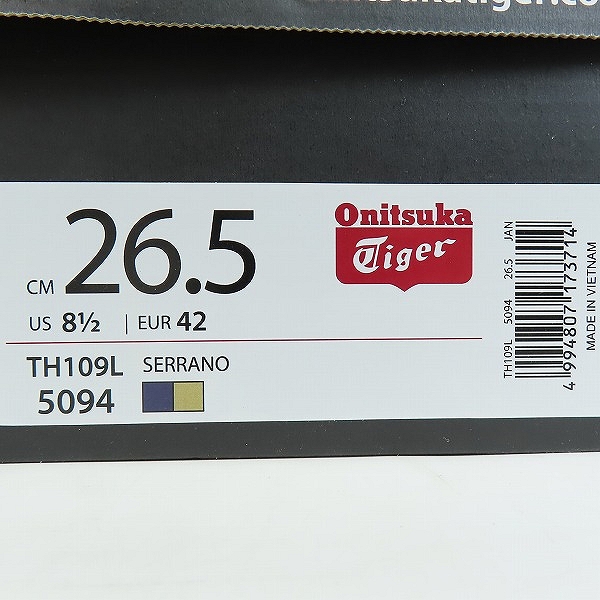 CM 26.5
US 8½ | EUR 42
TH109L SERRANO
5094
Onitsuka
Tiger
TH109L 5094 26.5 JAN
4 994807 173714
MADE IN VIETNAM